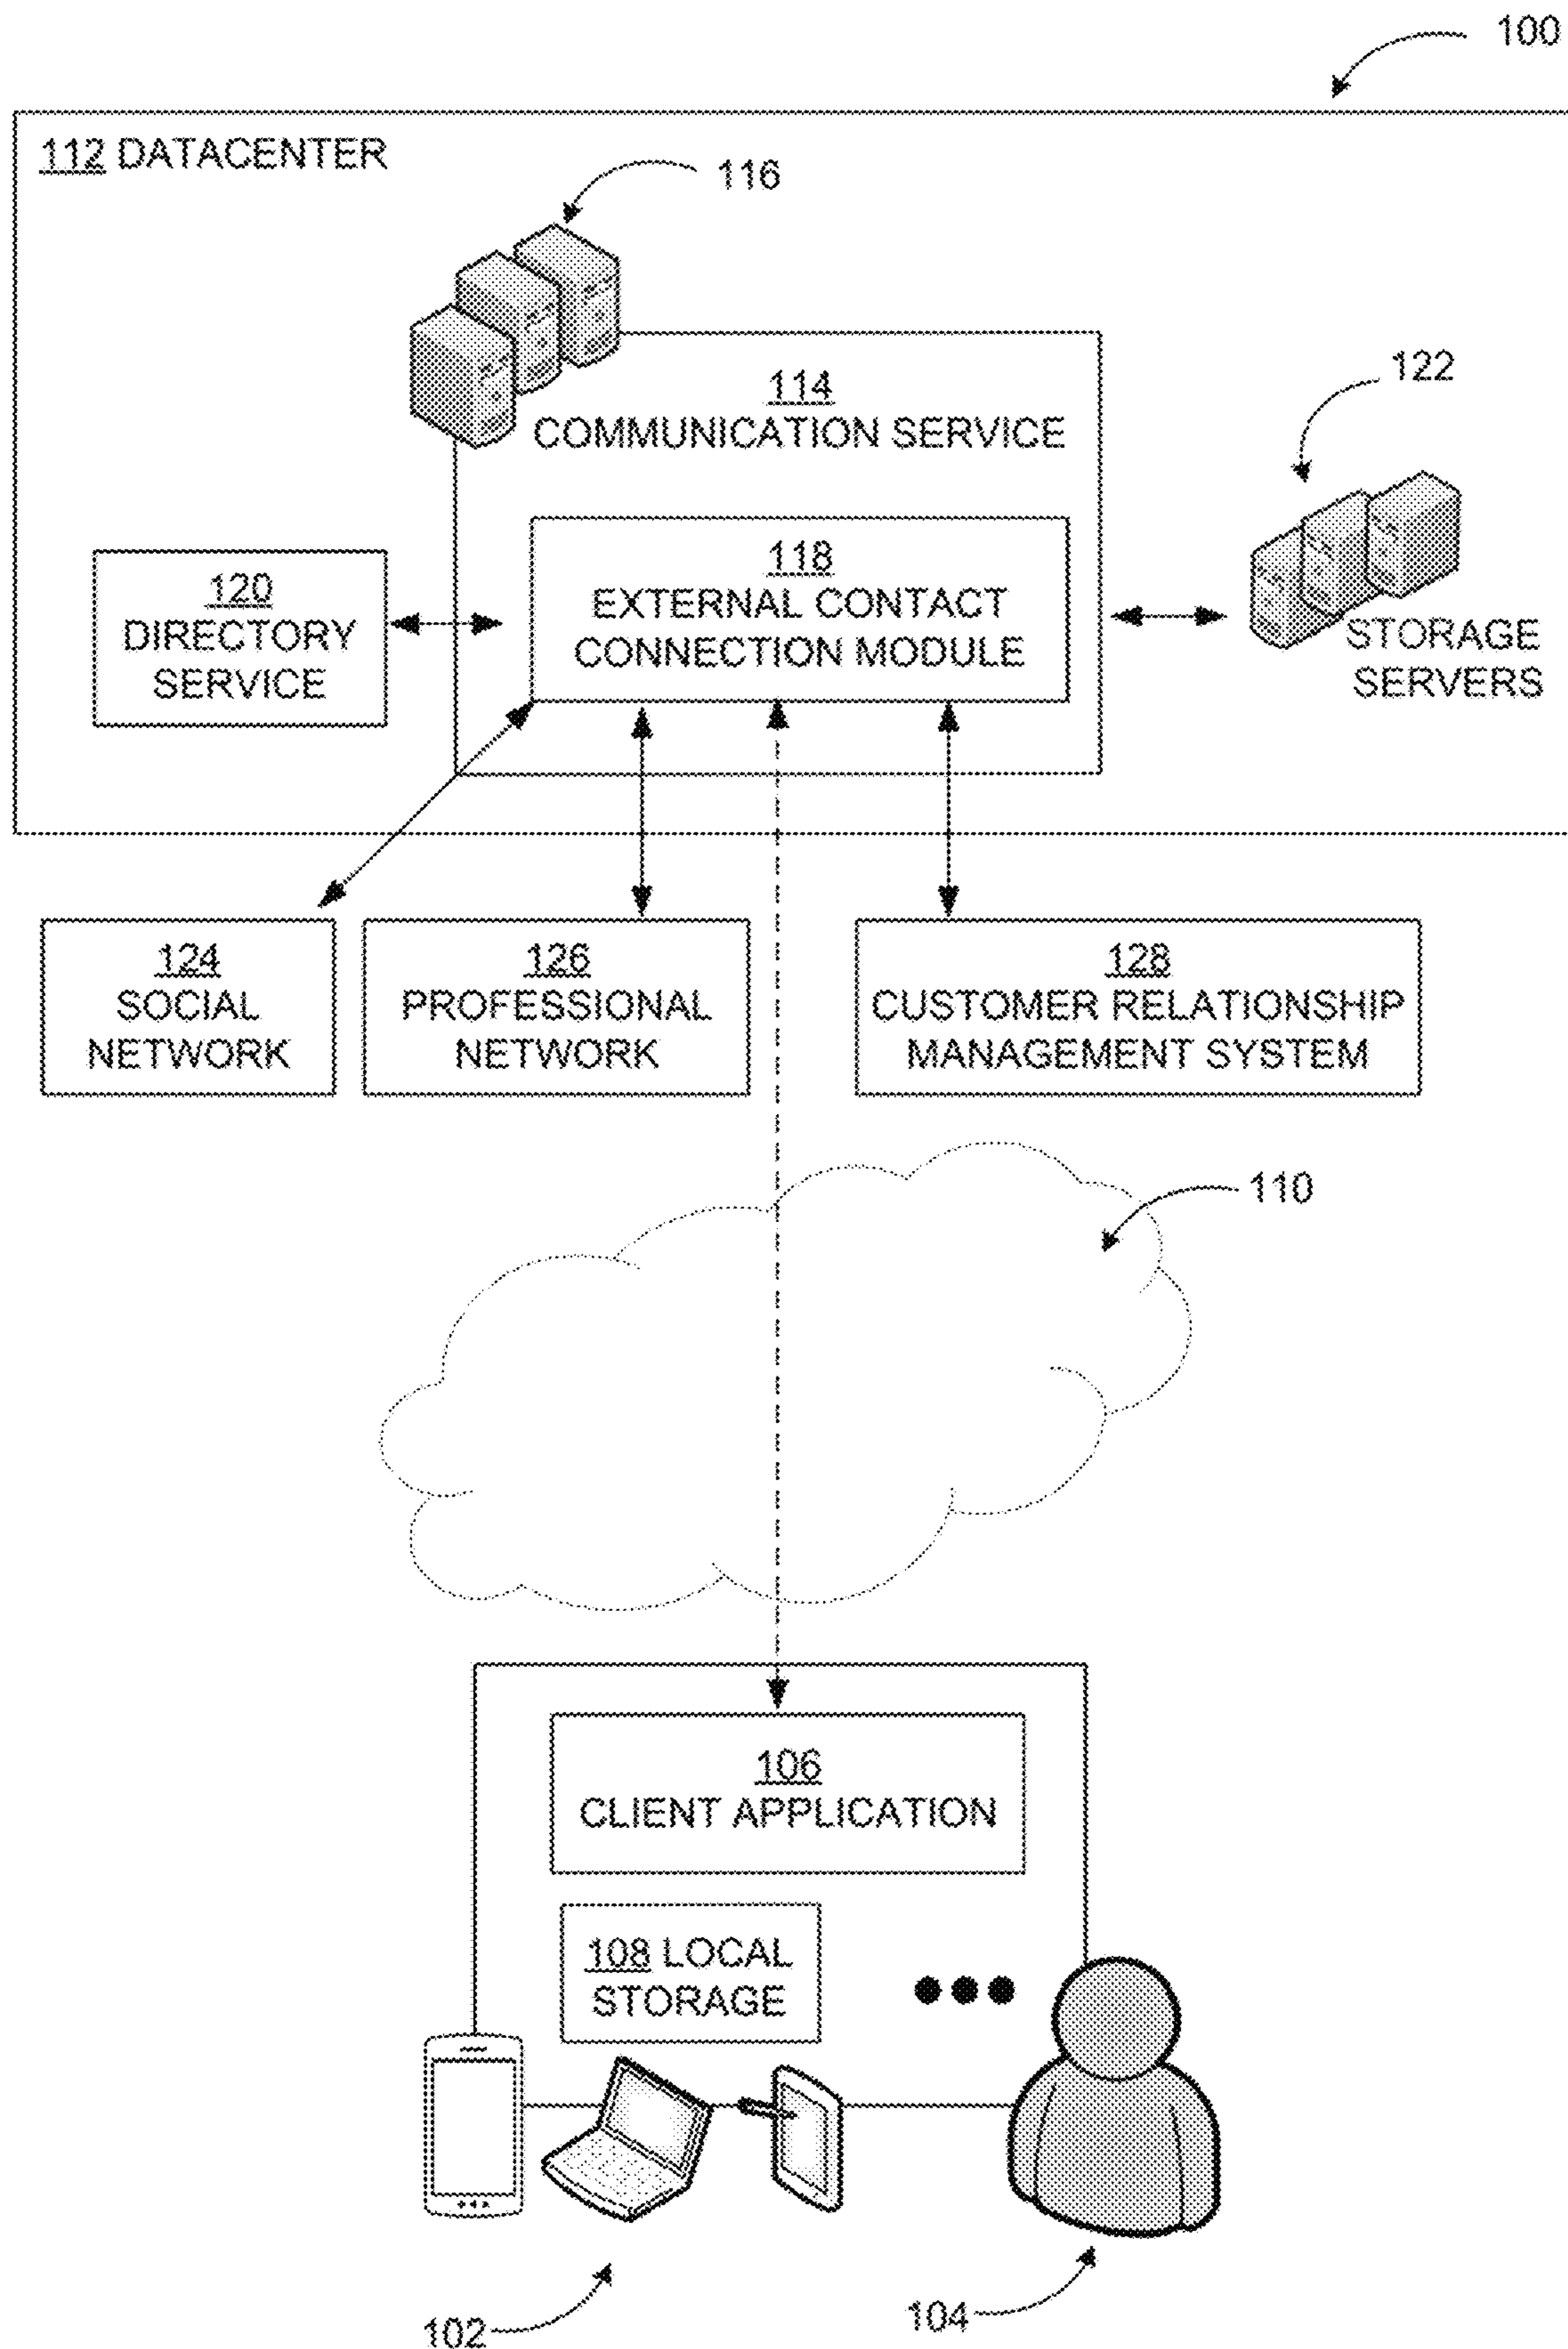 100
112 DATACENTER
116
114
COMMUNICATION SERVICE
122
118
EXTERNAL CONTACT
CONNECTION MODULE
120
DIRECTORY
SERVICE
STORAGE
SERVERS
124
SOCIAL
NETWORK
126
PROFESSIONAL
NETWORK
128
CUSTOMER RELATIONSHIP
MANAGEMENT SYSTEM
110
106
CLIENT APPLICATION
108 LOCAL
STORAGE
102
104